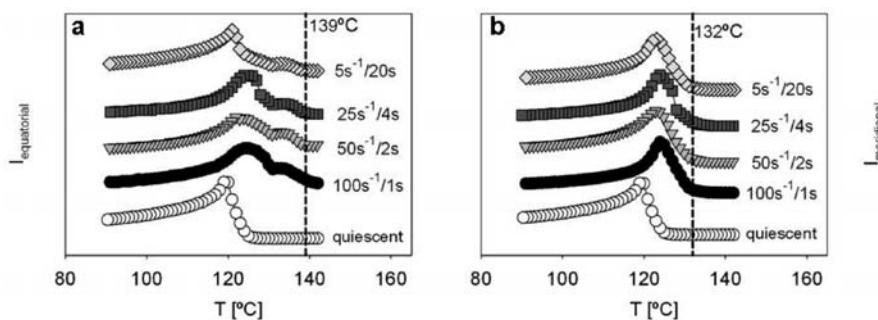 a
139ºC
5s⁻¹/20s
25s⁻¹/4s
50s⁻¹/2s
100s⁻¹/1s
quiescent
I equatorial
80 100 120 140 160
T [ºC]
b
132ºC
5s⁻¹/20s
25s⁻¹/4s
50s⁻¹/2s
100s⁻¹/1s
quiescent
I meridional
80 100 120 140 160
T [ºC]